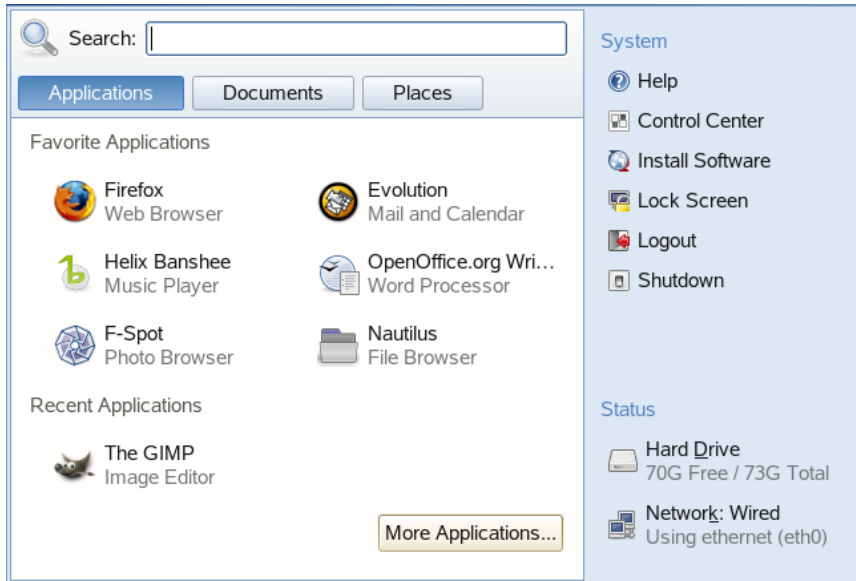 Search:
Applications
Documents
Places
Favorite Applications
Firefox
Web Browser
Evolution
Mail and Calendar
Helix Banshee
Music Player
OpenOffice.org Wri...
Word Processor
F-Spot
Photo Browser
Nautilus
File Browser
Recent Applications
The GIMP
Image Editor
More Applications...
System
Help
Control Center
Install Software
Lock Screen
Logout
Shutdown
Status
Hard Drive
70G Free / 73G Total
Network: Wired
Using ethernet (eth0)